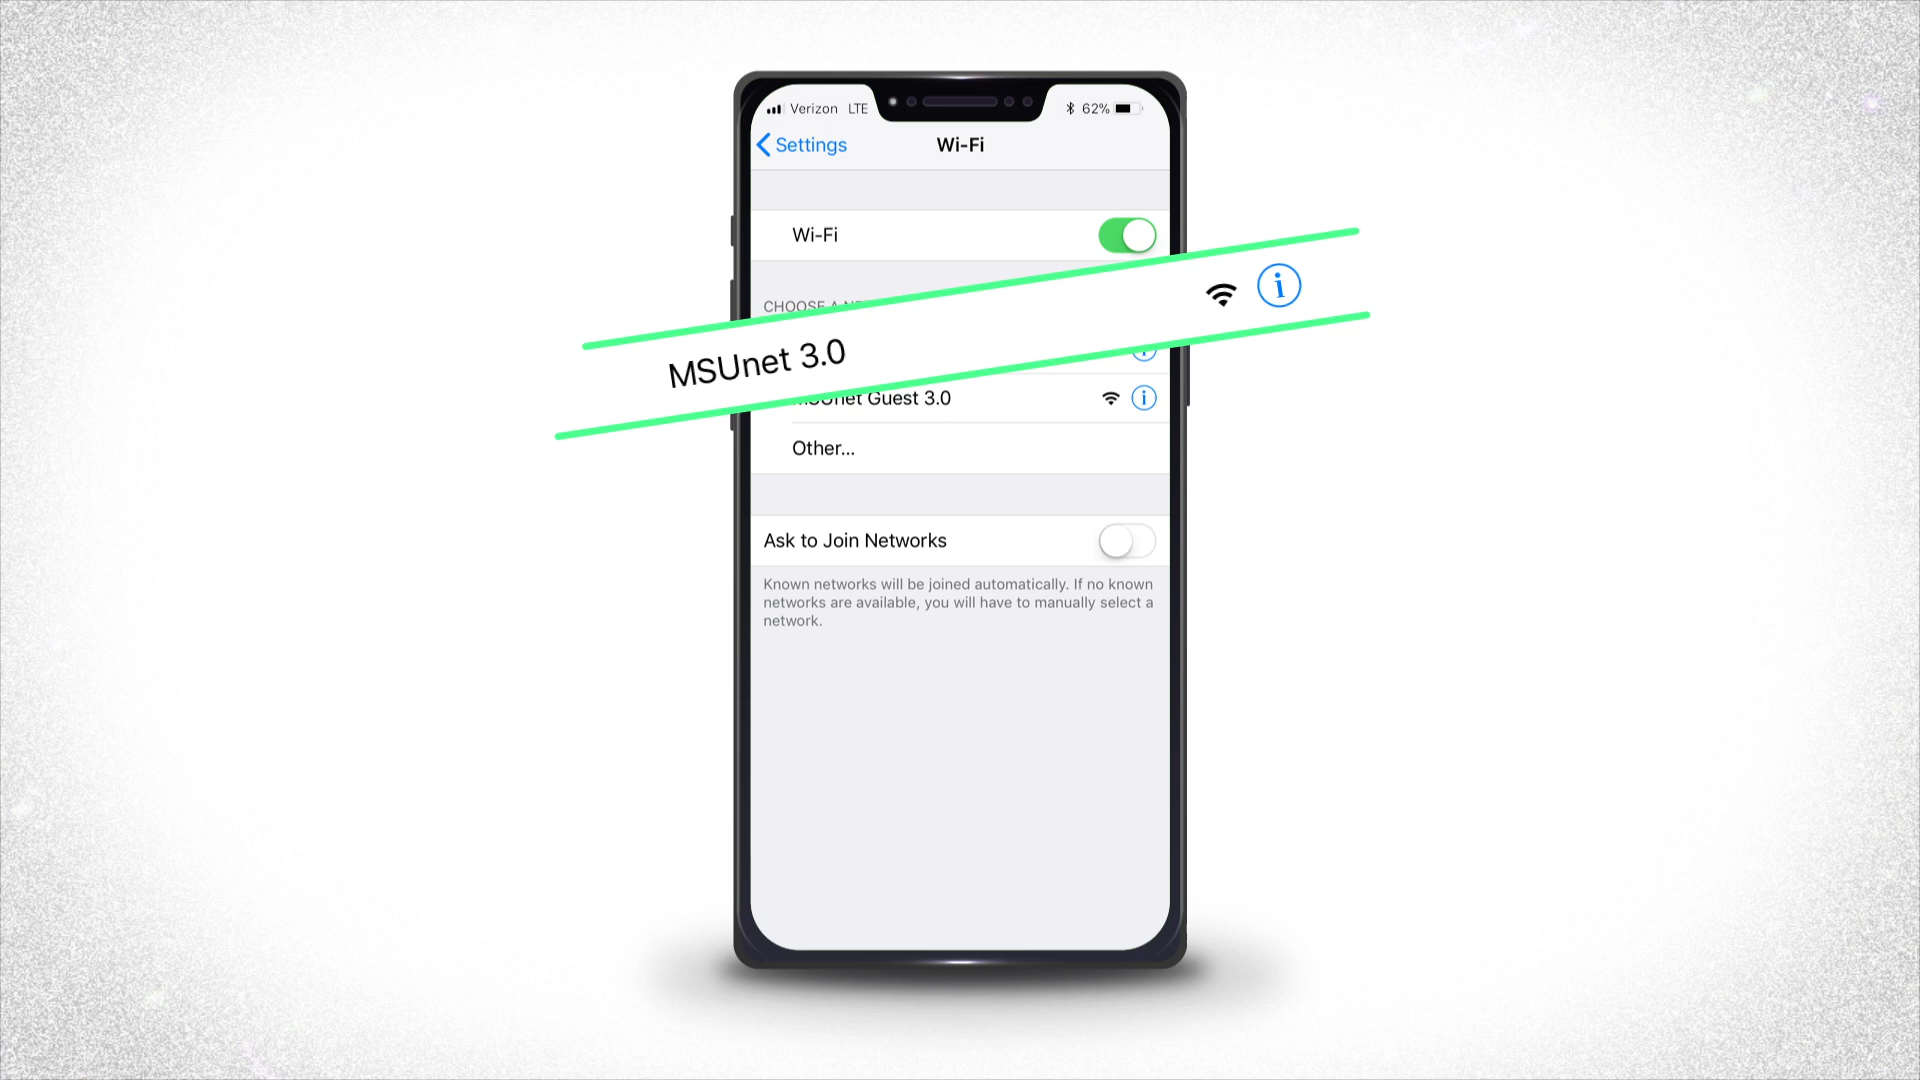 Verizon LTE
62%
Settings
Wi-Fi
Wi-Fi
CHOOSE A
MSUnet 3.0
MSUnet Guest 3.0
Other...
Ask to Join Networks
Known networks will be joined automatically. If no known
networks are available, you will have to manually select a
network.